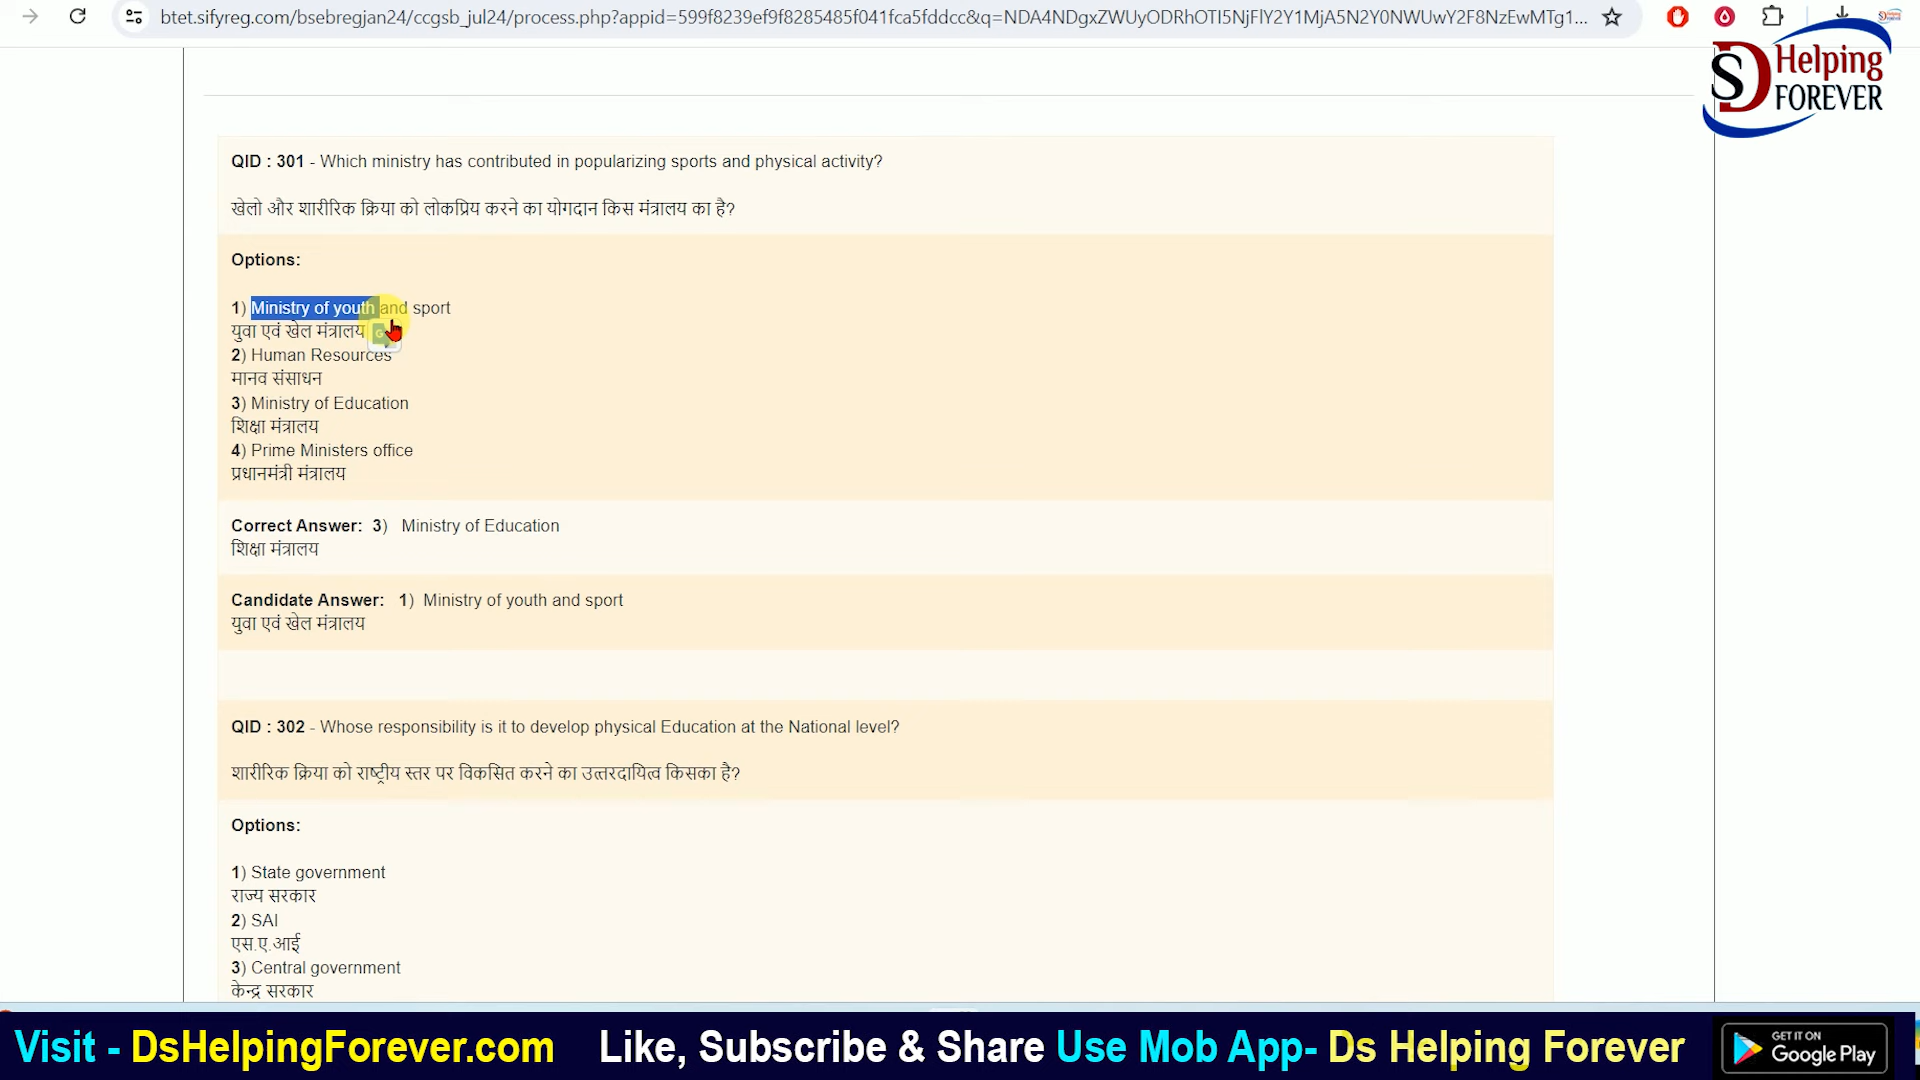 btet.sifyreg.com/bsebregjan24/ccgsb_jul24/process.php?appid=599f8239ef9f8285485f041fca5fddcc&q=NDA4NDgxZWUyODRhOTI5NjFlY2Y1MjA5N2Y0NWUwY2F8NzEwMTg1...
SD Helping
FOREVER
QID : 301 - Which ministry has contributed in popularizing sports and physical activity?
खेलो और शारीरिक क्रिया को लोकप्रिय करने का योगदान किस मंत्रालय का है?
Options:
1) Ministry of youth and sport
युवा एवं खेल मंत्रालय
2) Human Resources
मानव संसाधन
3) Ministry of Education
शिक्षा मंत्रालय
4) Prime Ministers office
प्रधानमंत्री मंत्रालय
Correct Answer: 3) Ministry of Education
शिक्षा मंत्रालय
Candidate Answer: 1) Ministry of youth and sport
युवा एवं खेल मंत्रालय
QID : 302 - Whose responsibility is it to develop physical Education at the National level?
शारीरिक क्रिया को राष्ट्रीय स्तर पर विकसित करने का उत्तरदायित्व किसका है?
Options:
1) State government
राज्य सरकार
2) SAI
एस.ए.आई
3) Central government
केन्द्र सरकार
Visit - DsHelpingForever.com Like, Subscribe & Share Use Mob App- Ds Helping Forever
GET IT ON
Google Play